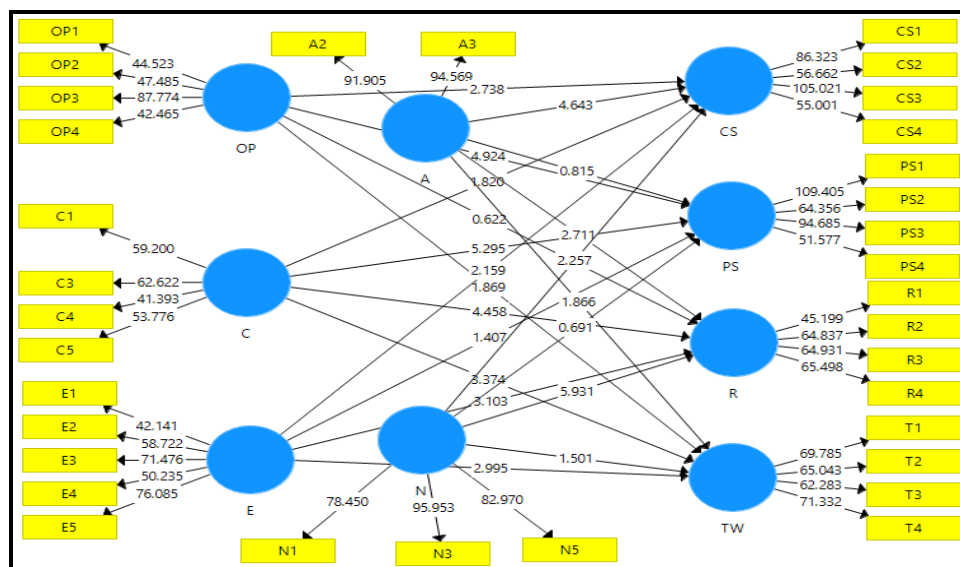 OP1
OP2
OP3
OP4
44.523
47.485
87.774
42.465
OP
A2
A3
91.905
94.569
A
2.738
4.643
4.924
0.815
1.820
0.622
2.711
5.295
2.257
2.159
1.869
1.866
4.458
0.691
1.407
3.374
3.103
5.931
1.501
2.995
CS1
CS2
CS3
CS4
86.323
56.662
105.021
55.001
CS
PS1
PS2
PS3
PS4
109.405
64.356
94.685
51.577
PS
C1
C3
C4
C5
59.200
62.622
41.393
53.776
C
R1
R2
R3
R4
45.199
64.837
64.931
65.498
R
E1
E2
E3
E4
E5
42.141
58.722
71.476
50.235
76.085
E
N
78.450
95.953
82.970
N1
N3
N5
T1
T2
T3
T4
69.785
65.043
62.283
71.332
TW